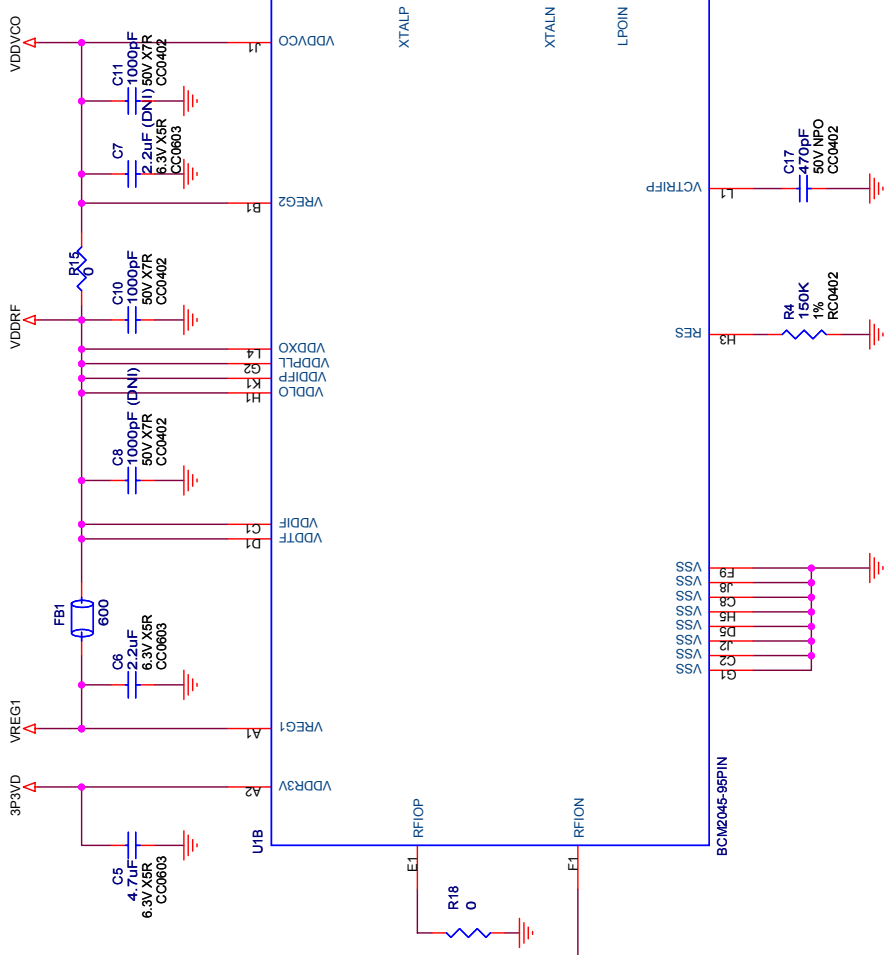 VDDVCO
J1
VDDVCO
XTALP
XTALN
LPOIN
C11
1000pF
50V X7R
CC0402
C7
2.2uF (DNI)
6.3V X5R
CC0603
B1
VREG2
VCTRIFP
L1
C17
470pF
50V NPO
CC0402
R15
0
VDDRF
C10
1000pF
50V X7R
CC0402
L4
VDDXO
G2
VDDPLL
K1
VDDIFP
H1
VDDLO
RES
H3
R4
150K
1%
RC0402
C8
1000pF (DNI)
50V X7R
CC0402
C1
VDDIF
D1
VDDTF
FB1
600
VSS
F9
VSS
J8
VSS
C8
VSS
H5
VSS
D5
VSS
J2
VSS
C2
VSS
G1
C6
2.2uF
6.3V X5R
CC0603
VREG1
A1
VREG1
3P3VD
A2
VDDR3V
C5
4.7uF
6.3V X5R
CC0603
U1B
RFIOP
E1
RFION
F1
BCM2045-95PIN
R18
0